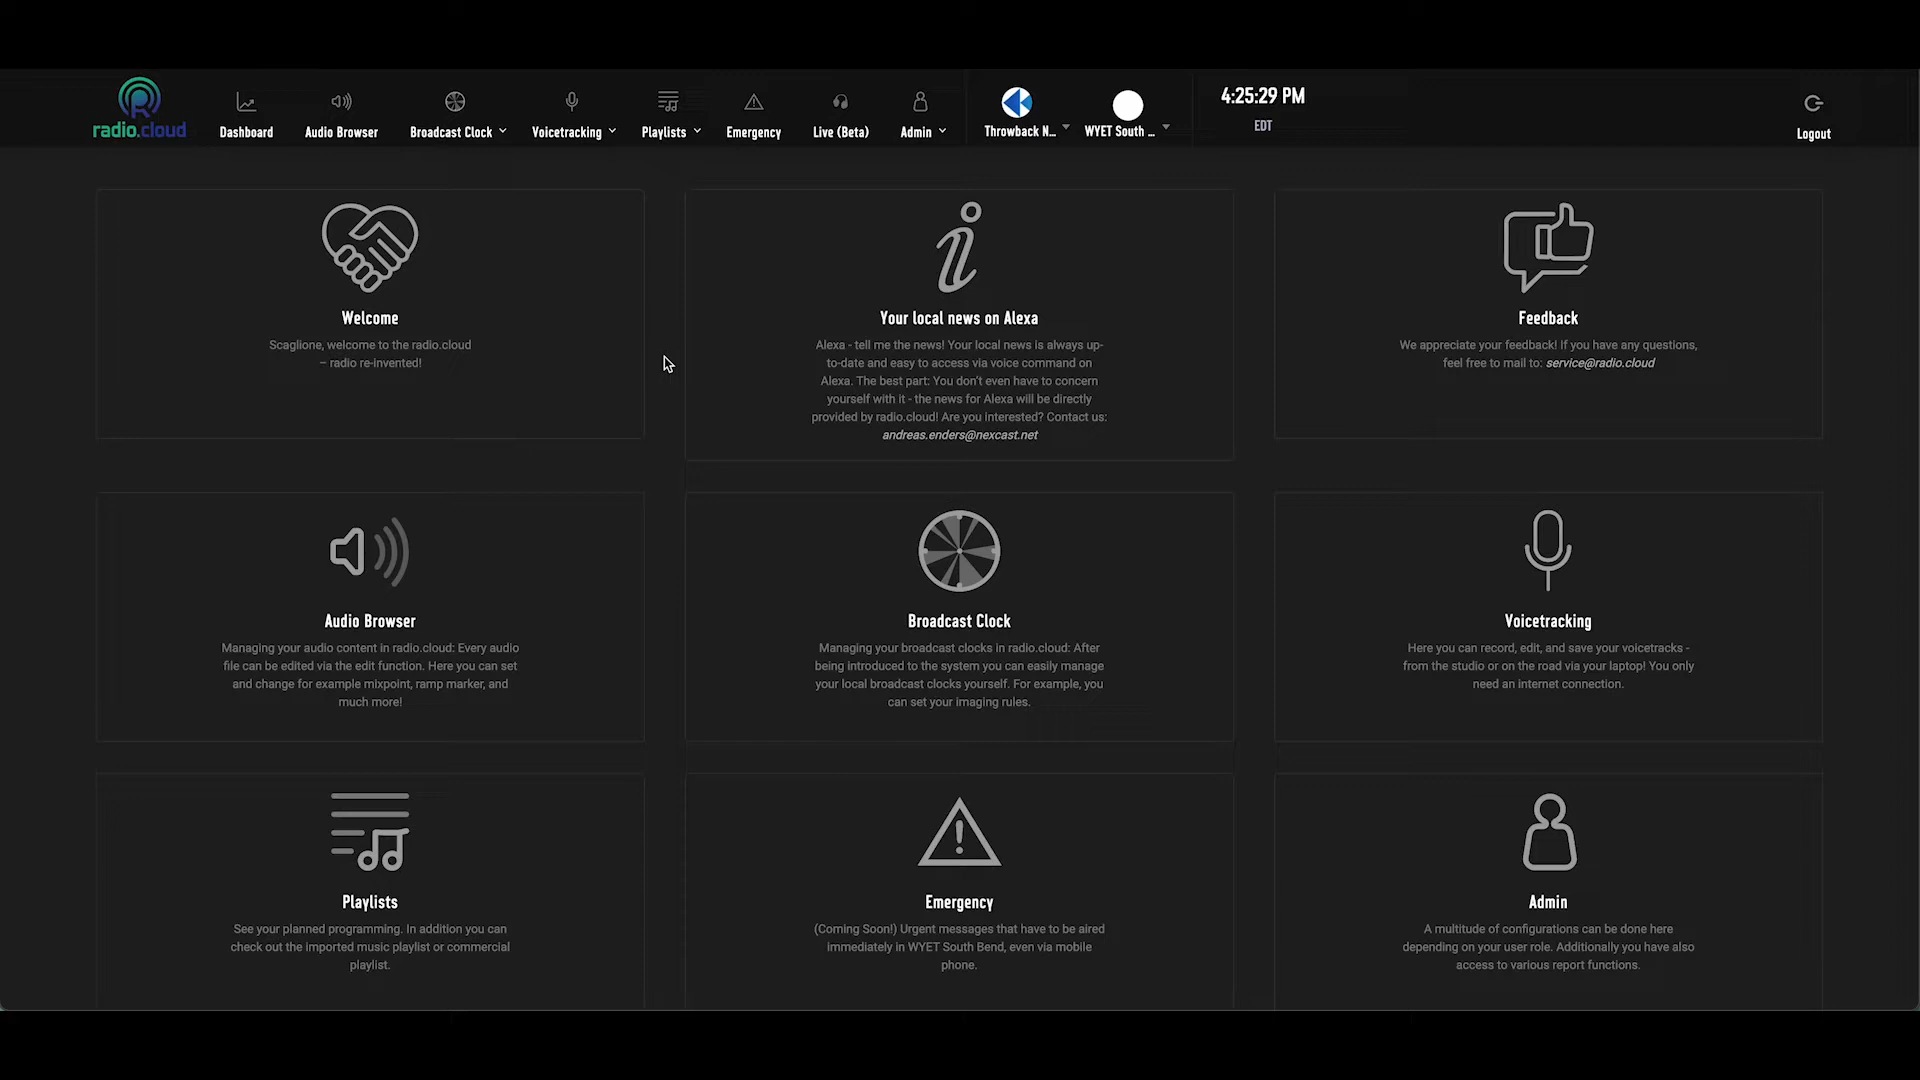 radio.cloud
Dashboard
Audio Browser
Broadcast Clock
Voicetracking
Playlists
Emergency
Live (Beta)
Admin
Throwback N...
WYET South ...
4:25:29 PM
EDT
Logout
Welcome
Scaglione, welcome to the radio.cloud
– radio re-invented!
Your local news on Alexa
Alexa - tell me the news! Your local news is always up-
to-date and easy to access via voice command on
Alexa. The best part: You don't even have to concern
yourself with it - the news for Alexa will be directly
provided by radio.cloud! Are you interested? Contact us:
andreas.enders@nexcast.net
Feedback
We appreciate your feedback! If you have any questions,
feel free to mail to: service@radio.cloud
Audio Browser
Managing your audio content in radio.cloud: Every audio
file can be edited via the edit function. Here you can set
and change for example mixpoint, ramp marker, and
much more!
Broadcast Clock
Managing your broadcast clocks in radio.cloud: After
being introduced to the system you can easily manage
your local broadcast clocks yourself. For example, you
can set your imaging rules.
Voicetracking
Here you can record, edit, and save your voicetracks -
from the studio or on the road via your laptop! You only
need an internet connection.
Playlists
See your planned programming. In addition you can
check out the imported music playlist or commercial
playlist.
Emergency
(Coming Soon!) Urgent messages that have to be aired
immediately in WYET South Bend, even via mobile
phone.
Admin
A multitude of configurations can be done here
depending on your user role. Additionally you have also
access to various report functions.